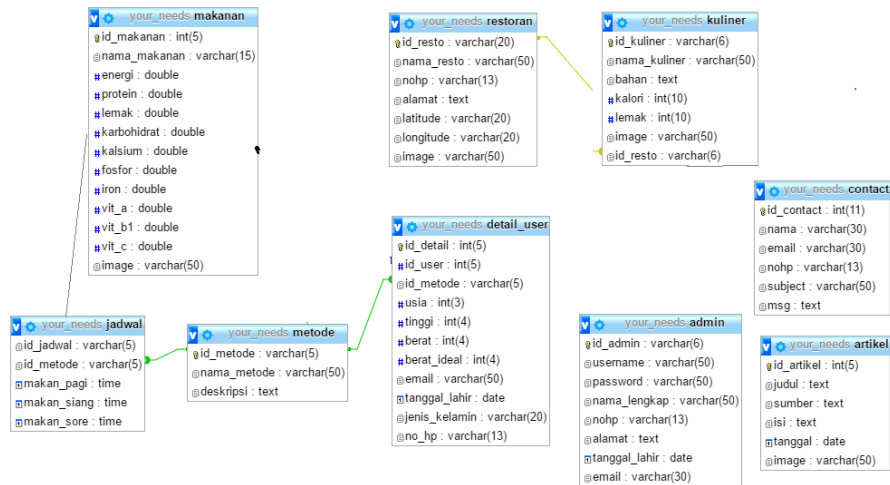 your_needs makanan
id_makanan : int(5)
nama_makanan : varchar(15)
energi : double
protein : double
lemak : double
karbohidrat : double
kalsium : double
fosfor : double
iron : double
vit_a : double
vit_b1 : double
vit_c : double
image : varchar(50)
your_needs restoran
id_resto : varchar(20)
nama_resto : varchar(50)
nohp : varchar(13)
alamat : text
latitude : varchar(20)
longitude : varchar(20)
image : varchar(50)
your_needs kuliner
id_kuliner : varchar(6)
nama_kuliner : varchar(50)
bahan : text
kalori : int(10)
lemak : int(10)
image : varchar(50)
id_resto : varchar(6)
your_needs contact
id_contact : int(11)
nama : varchar(30)
email : varchar(30)
nohp : varchar(13)
subject : varchar(50)
msg : text
your_needs detail_user
id_detail : int(5)
id_user : int(5)
id_metode : varchar(5)
usia : int(3)
tinggi : int(4)
berat : int(4)
berat_ideal : int(4)
email : varchar(50)
tanggal_lahir : date
jenis_kelamin : varchar(20)
no_hp : varchar(13)
your_needs jadwal
id_jadwal : varchar(5)
id_metode : varchar(5)
makan_pagi : time
makan_siang : time
makan_sore : time
your_needs metode
id_metode : varchar(5)
nama_metode : varchar(50)
deskripsi : text
your_needs admin
id_admin : varchar(6)
username : varchar(50)
password : varchar(50)
nama_lengkap : varchar(50)
nohp : varchar(13)
alamat : text
tanggal_lahir : date
email : varchar(30)
your_needs artikel
id_artikel : int(5)
judul : text
sumber : text
isi : text
tanggal : date
image : varchar(50)